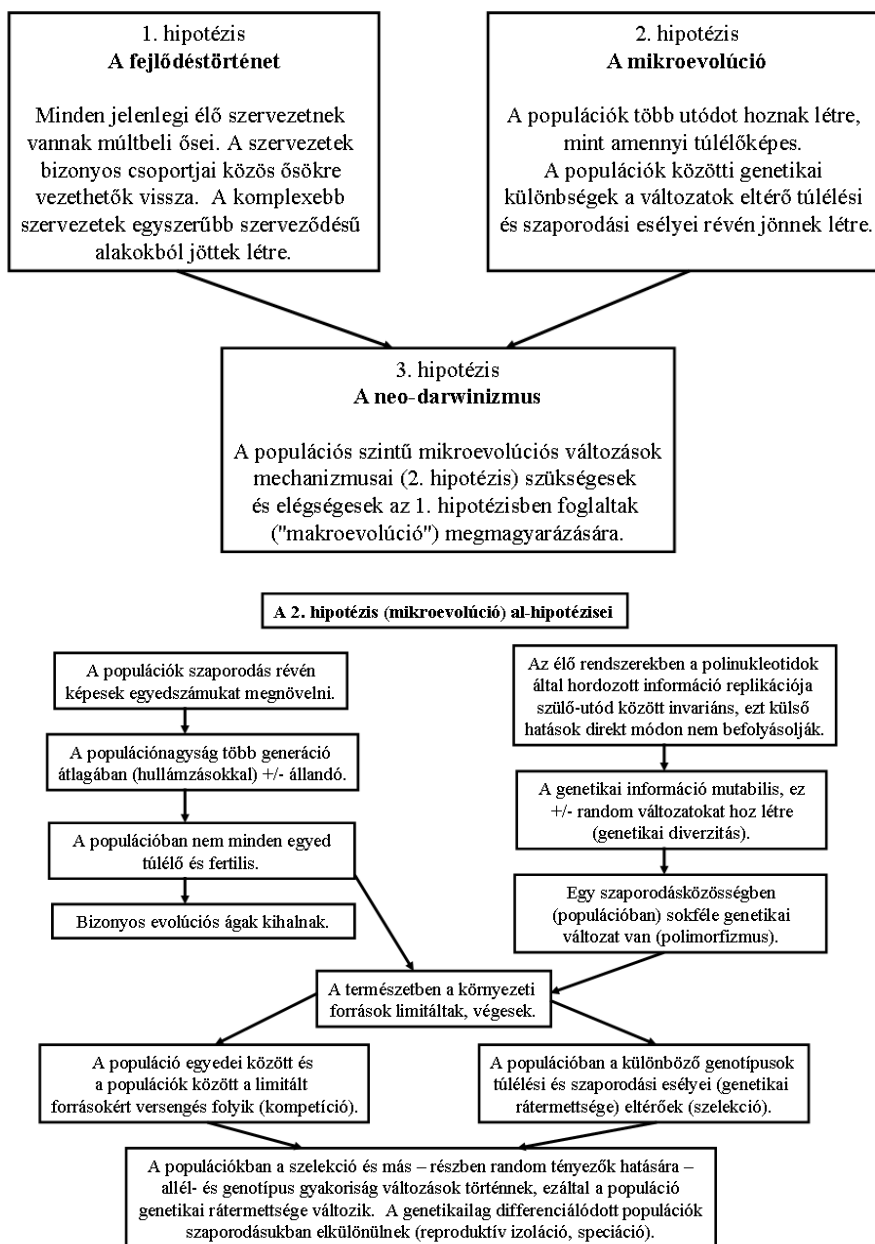 1. hipotézis
A fejlődéstörténet
Minden jelenlegi élő szervezetnek
vannak múltbeli ősei. A szervezetek
bizonyos csoportjai közös ősökre
vezethetők vissza. A komplexebb
szervezetek egyszerűbb szerveződésű
alakokból jöttek létre.
2. hipotézis
A mikroevolúció
A populációk több utódot hoznak létre,
mint amennyi túlélőképes.
A populációk közötti genetikai
különbségek a változatok eltérő túlélési
és szaporodási esélyei révén jönnek létre.
3. hipotézis
A neo-darwinizmus
A populációs szintű mikroevolúciós változások
mechanizmusai (2. hipotézis) szükségesek
és elégségesek az 1. hipotézisben foglaltak
("makroevolúció") megmagyarázására.
A 2. hipotézis (mikroevolúció) al-hipotézisei
A populációk szaporodás révén
képesek egyedszámukat megnövelni.
A populációnagyság több generáció
átlagában (hullámzásokkal) +/- állandó.
A populációban nem minden egyed
túlélő és fertilis.
Bizonyos evolúciós ágak kihalnak.
Az élő rendszerekben a polinukleotidok
által hordozott információ replikációja
szülő-utód között invariáns, ezt külső
hatások direkt módon nem befolyásolják.
A genetikai információ mutabilis, ez
+/- random változatokat hoz létre
(genetikai diverzitás).
Egy szaporodásközösségben
(populációban) sokféle genetikai
változat van (polimorfizmus).
A természetben a környezeti
források limitáltak, végesek.
A populáció egyedei között és
a populációk között a limitált
forrásokért versengés folyik (kompetíció).
A populációban a különböző genotípusok
túlélési és szaporodási esélyei (genetikai
rátermettsége) eltérőek (szelekció).
A populációkban a szelekció és más – részben random tényezők hatására –
allél- és genotípus gyakoriság változások történnek, ezáltal a populáció
genetikai rátermettsége változik. A genetikailag differenciálódott populációk
szaporodásukban elkülönülnek (reproduktív izoláció, speciáció).